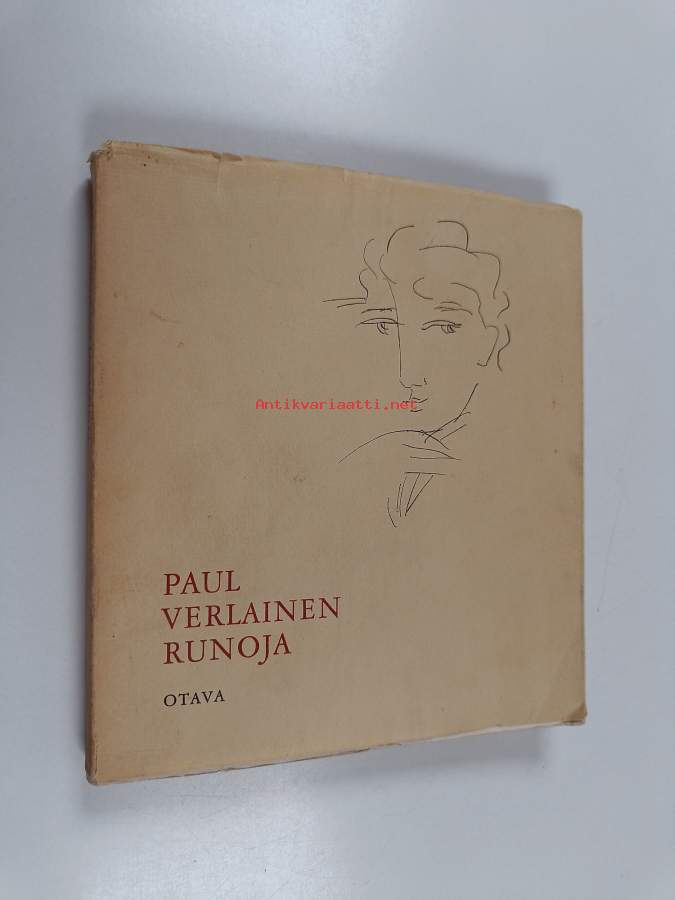 Antikvariaatti.net
PAUL
VERLAINEN
RUNOJA
OTAVA